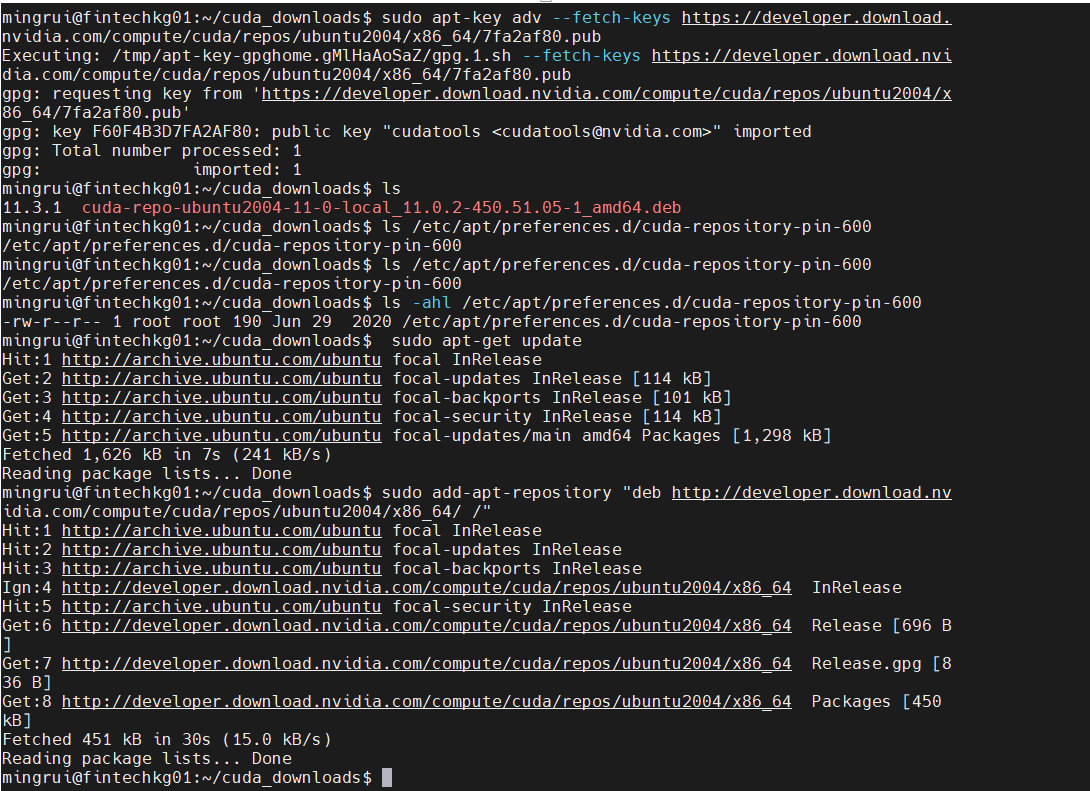 mingrui@fintechkg01:~/cuda_downloads$ sudo apt-key adv --fetch-keys https://developer.download.
nvidia.com/compute/cuda/repos/ubuntu2004/x86_64/7fa2af80.pub
Executing: /tmp/apt-key-gpghome.gMlHaAoSaZ/gpg.1.sh --fetch-keys https://developer.download.nvi
dia.com/compute/cuda/repos/ubuntu2004/x86_64/7fa2af80.pub
gpg: requesting key from 'https://developer.download.nvidia.com/compute/cuda/repos/ubuntu2004/x
86_64/7fa2af80.pub'
gpg: key F60F4B3D7FA2AF80: public key "cudatools <cudatools@nvidia.com>" imported
gpg: Total number processed: 1
gpg:               imported: 1
mingrui@fintechkg01:~/cuda_downloads$ ls
11.3.1  cuda-repo-ubuntu2004-11-0-local_11.0.2-450.51.05-1_amd64.deb
mingrui@fintechkg01:~/cuda_downloads$ ls /etc/apt/preferences.d/cuda-repository-pin-600
/etc/apt/preferences.d/cuda-repository-pin-600
mingrui@fintechkg01:~/cuda_downloads$ ls /etc/apt/preferences.d/cuda-repository-pin-600
/etc/apt/preferences.d/cuda-repository-pin-600
mingrui@fintechkg01:~/cuda_downloads$ ls -ahl /etc/apt/preferences.d/cuda-repository-pin-600
-rw-r--r-- 1 root root 190 Jun 29  2020 /etc/apt/preferences.d/cuda-repository-pin-600
mingrui@fintechkg01:~/cuda_downloads$  sudo apt-get update
Hit:1 http://archive.ubuntu.com/ubuntu focal InRelease
Get:2 http://archive.ubuntu.com/ubuntu focal-updates InRelease [114 kB]
Get:3 http://archive.ubuntu.com/ubuntu focal-backports InRelease [101 kB]
Get:4 http://archive.ubuntu.com/ubuntu focal-security InRelease [114 kB]
Get:5 http://archive.ubuntu.com/ubuntu focal-updates/main amd64 Packages [1,298 kB]
Fetched 1,626 kB in 7s (241 kB/s)
Reading package lists... Done
mingrui@fintechkg01:~/cuda_downloads$ sudo add-apt-repository "deb http://developer.download.nv
idia.com/compute/cuda/repos/ubuntu2004/x86_64/ /"
Hit:1 http://archive.ubuntu.com/ubuntu focal InRelease
Hit:2 http://archive.ubuntu.com/ubuntu focal-updates InRelease
Hit:3 http://archive.ubuntu.com/ubuntu focal-backports InRelease
Ign:4 http://developer.download.nvidia.com/compute/cuda/repos/ubuntu2004/x86_64  InRelease
Hit:5 http://archive.ubuntu.com/ubuntu focal-security InRelease
Get:6 http://developer.download.nvidia.com/compute/cuda/repos/ubuntu2004/x86_64  Release [696 B
]
Get:7 http://developer.download.nvidia.com/compute/cuda/repos/ubuntu2004/x86_64  Release.gpg [8
36 B]
Get:8 http://developer.download.nvidia.com/compute/cuda/repos/ubuntu2004/x86_64  Packages [450 
kB]
Fetched 451 kB in 30s (15.0 kB/s)
Reading package lists... Done
mingrui@fintechkg01:~/cuda_downloads$